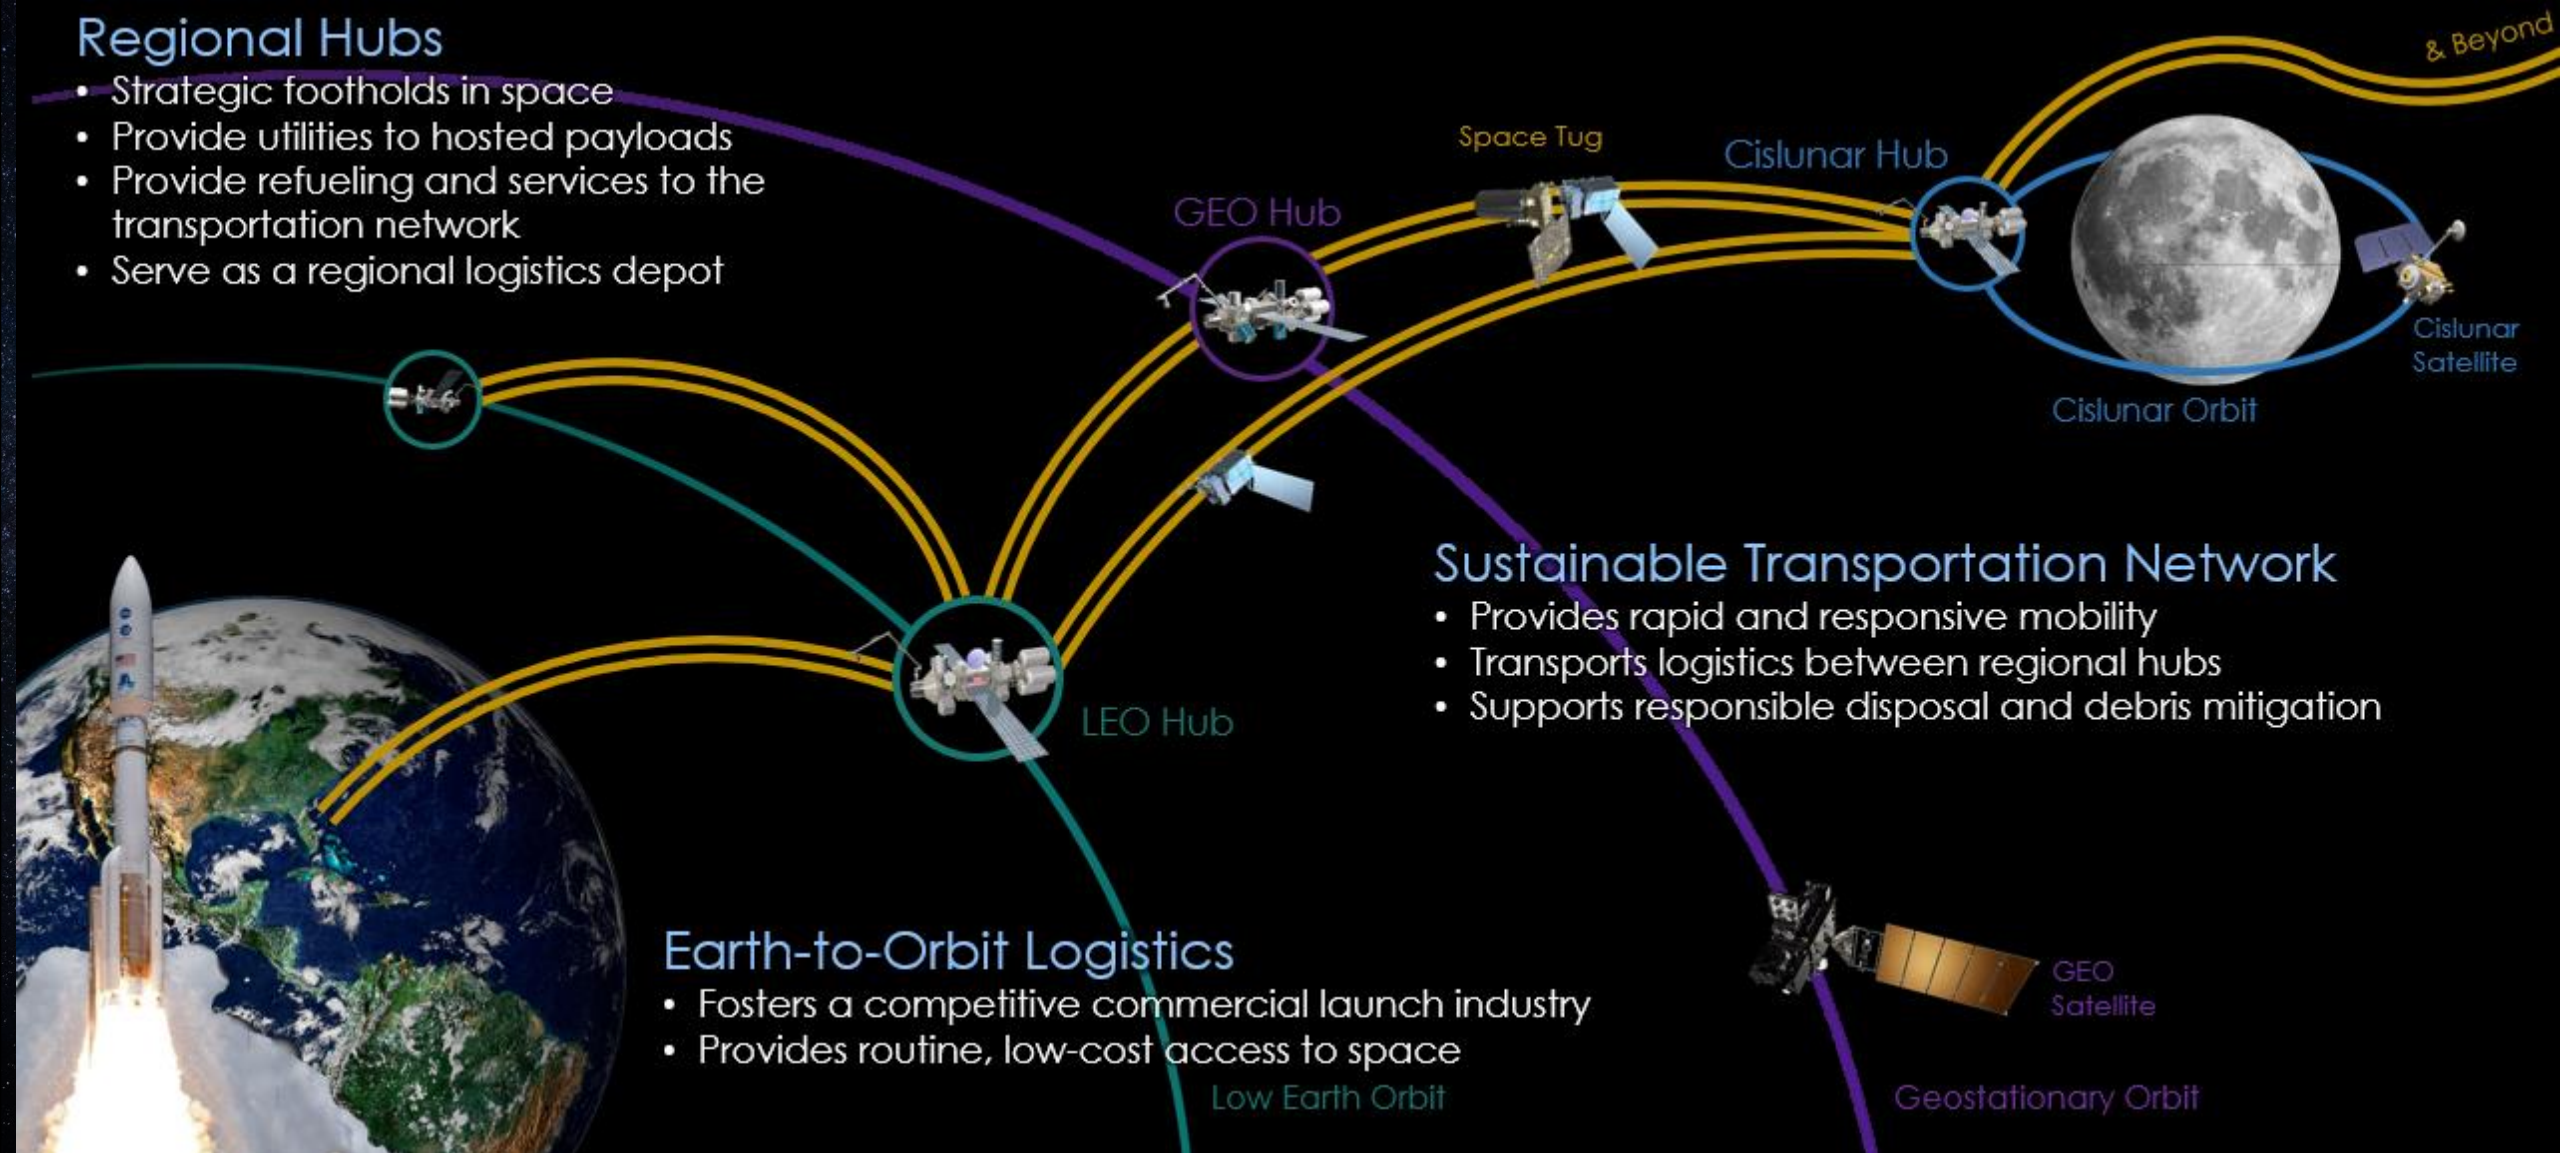 Regional Hubs
• Strategic footholds in space
• Provide utilities to hosted payloads
• Provide refueling and services to the
transportation network
• Serve as a regional logistics depot
& Beyond
Space Tug
Cislunar Hub
GEO Hub
Cislunar
Satellite
Cislunar Orbit
Sustainable Transportation Network
• Provides rapid and responsive mobility
• Transports logistics between regional hubs
• Supports responsible disposal and debris mitigation
LEO Hub
Earth-to-Orbit Logistics
• Fosters a competitive commercial launch industry
• Provides routine, low-cost access to space
GEO
Satellite
Low Earth Orbit
Geostationary Orbit